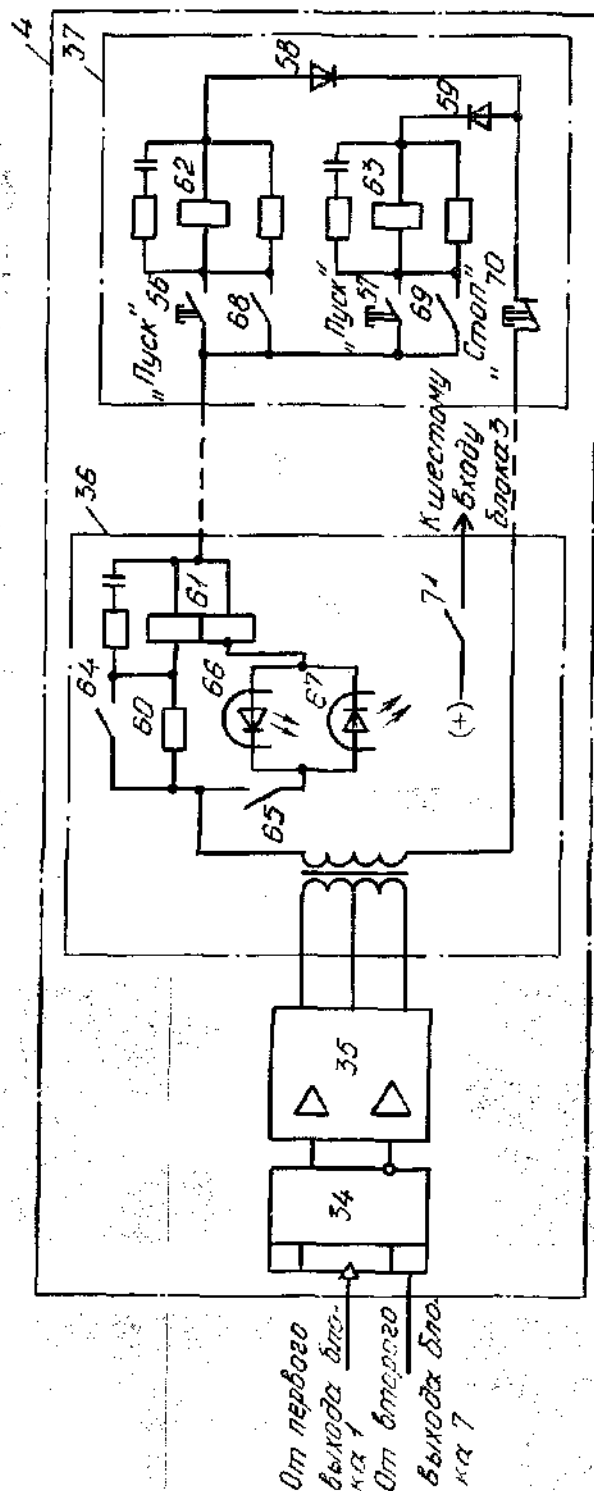 4
37
58
59
62
63
„Пуск"
56
68
„Пуск"
57
69
„Стоп"
70
36
64
61
60
66
67
65
71
(+)
К шестому
входу
блока 3
35
34
От первого
выхода бло-
ка 1
От второго
выхода бло-
ка 7